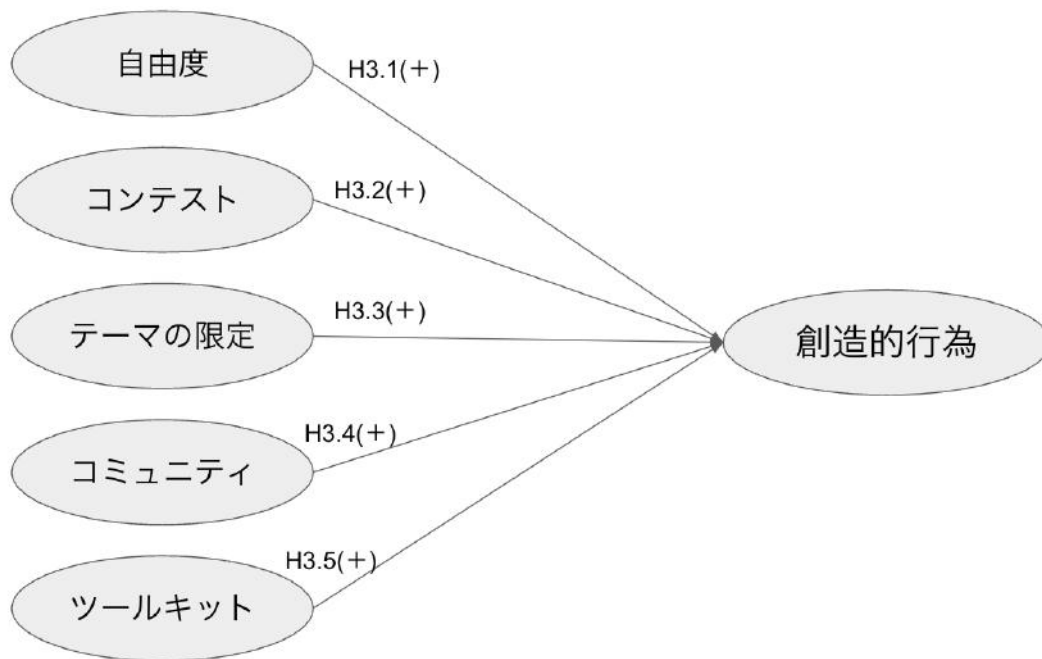 自由度
H3.1(＋)
コンテスト
H3.2(＋)
テーマの限定
H3.3(＋)
コミュニティ
H3.4(＋)
ツールキット
H3.5(＋)
創造的行為